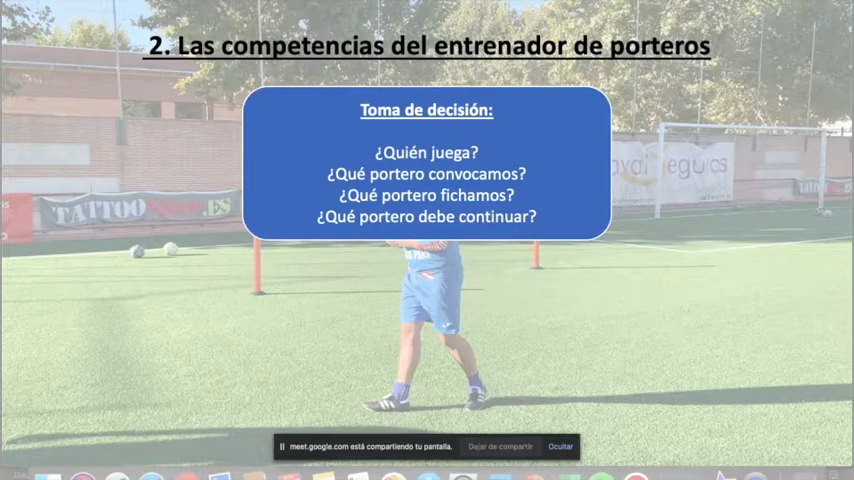 2. Las competencias del entrenador de porteros
Toma de decisión:
¿Quién juega?
¿Qué portero convocamos?
¿Qué portero fichamos?
¿Qué portero debe continuar?
TATTOO
.ES
meet.google.com está compartiendo tu pantalla.
Dejar de compartir
Ocultar